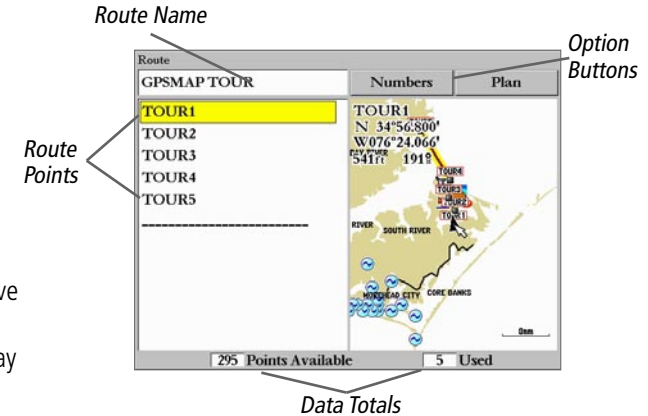 Route Name
Option
Buttons
Route
GPSMAP TOUR
Numbers
Plan
TOUR1
TOUR2
TOUR3
TOUR4
TOUR5
Route
Points
TOUR1
N 34°56.800'
W076°24.066'
541ft 191°
RIVER
TOUR4
TOUR3
TOUR2
TOUR1
RIVER
SOUTH RIVER
MOREHEAD CITY
CORE BANKS
0nm
ve
ay
295 Points Available
5 Used
Data Totals